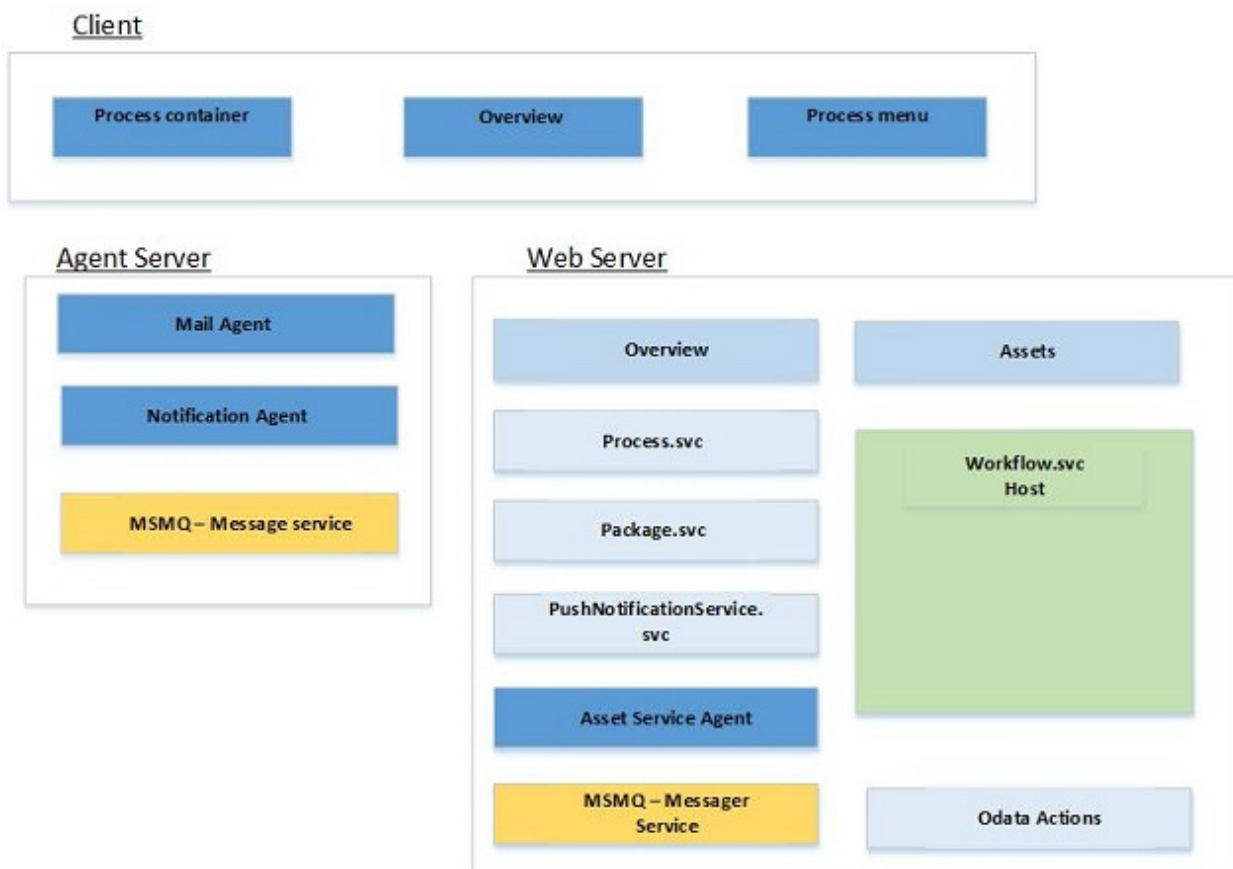 Client
Process container
Overview
Process menu
Agent Server
Mail Agent
Notification Agent
MSMQ – Message service
Web Server
Overview
Assets
Process.svc
Workflow.svc
Host
Package.svc
PushNotificationService.
svc
Asset Service Agent
MSMQ – Messager
Service
Odata Actions